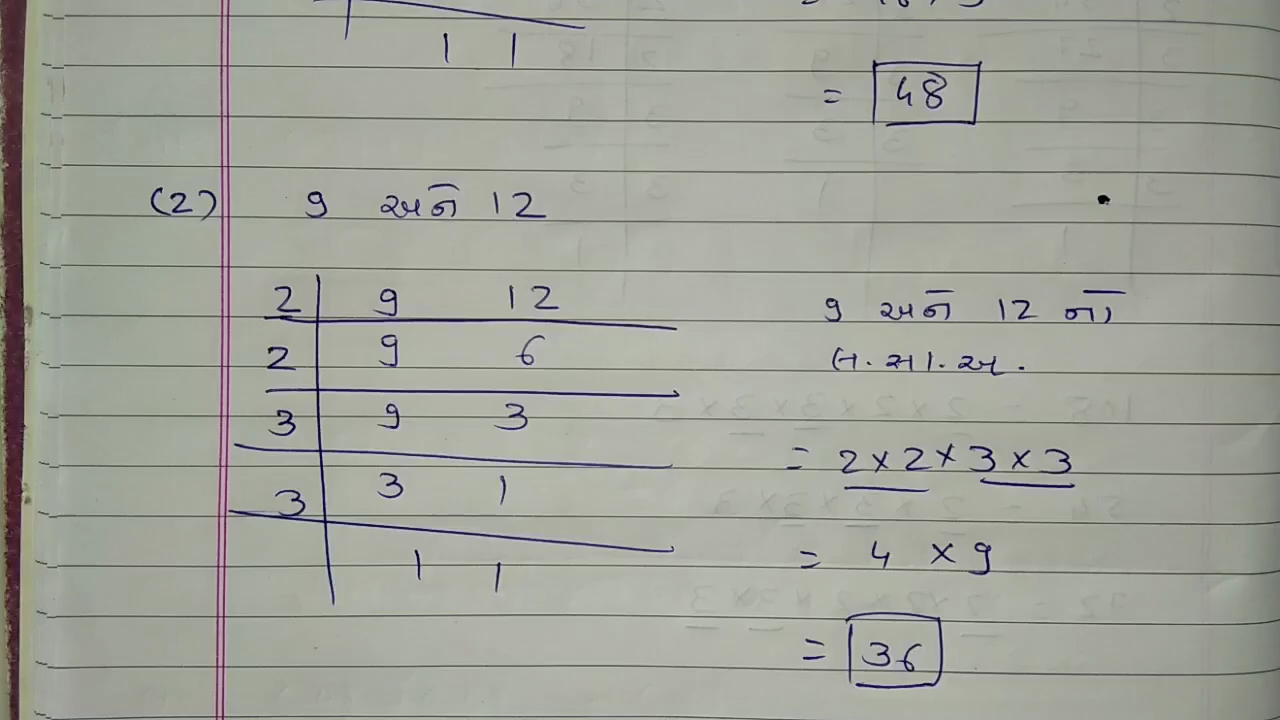 1 1
= 48
(2) 9 અને 12
2 9 12
2 9 6
3 9 3
3 3 1
1 1
9 અને 12 નો
લ. સા. અ.
= 2 × 2 × 3 × 3
= 4 × 9
= 36